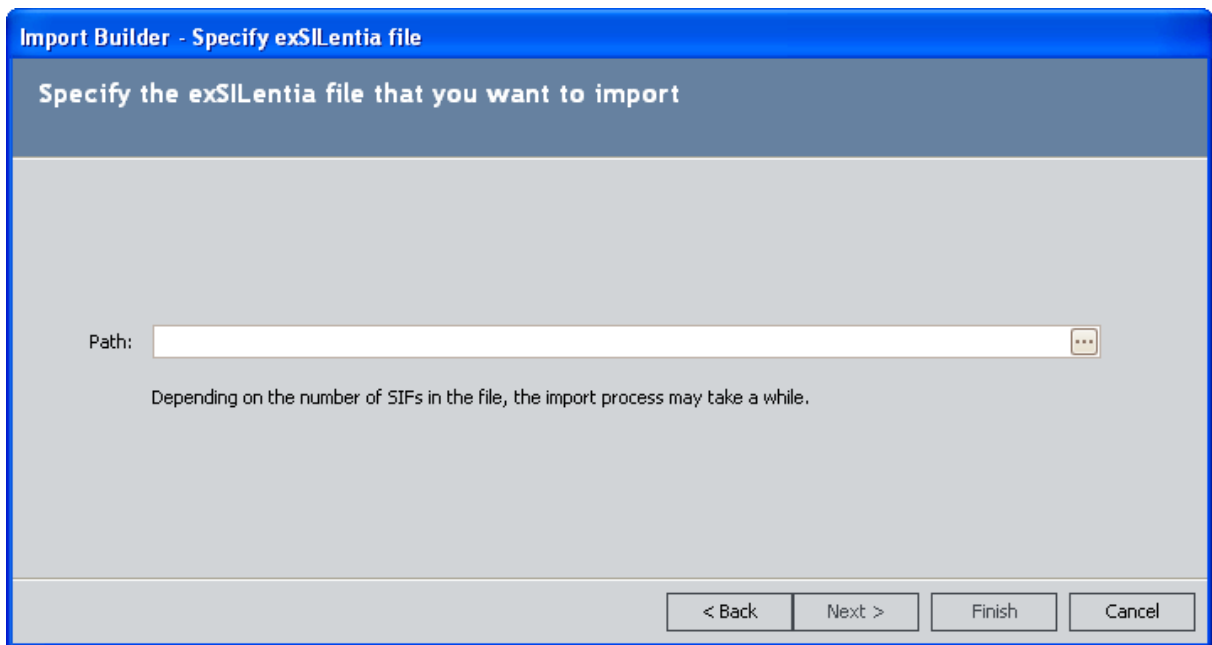 Import Builder - Specify exSILentia file
Specify the exSILentia file that you want to import
Path:
...
Depending on the number of SIFs in the file, the import process may take a while.
< Back Next > Finish Cancel